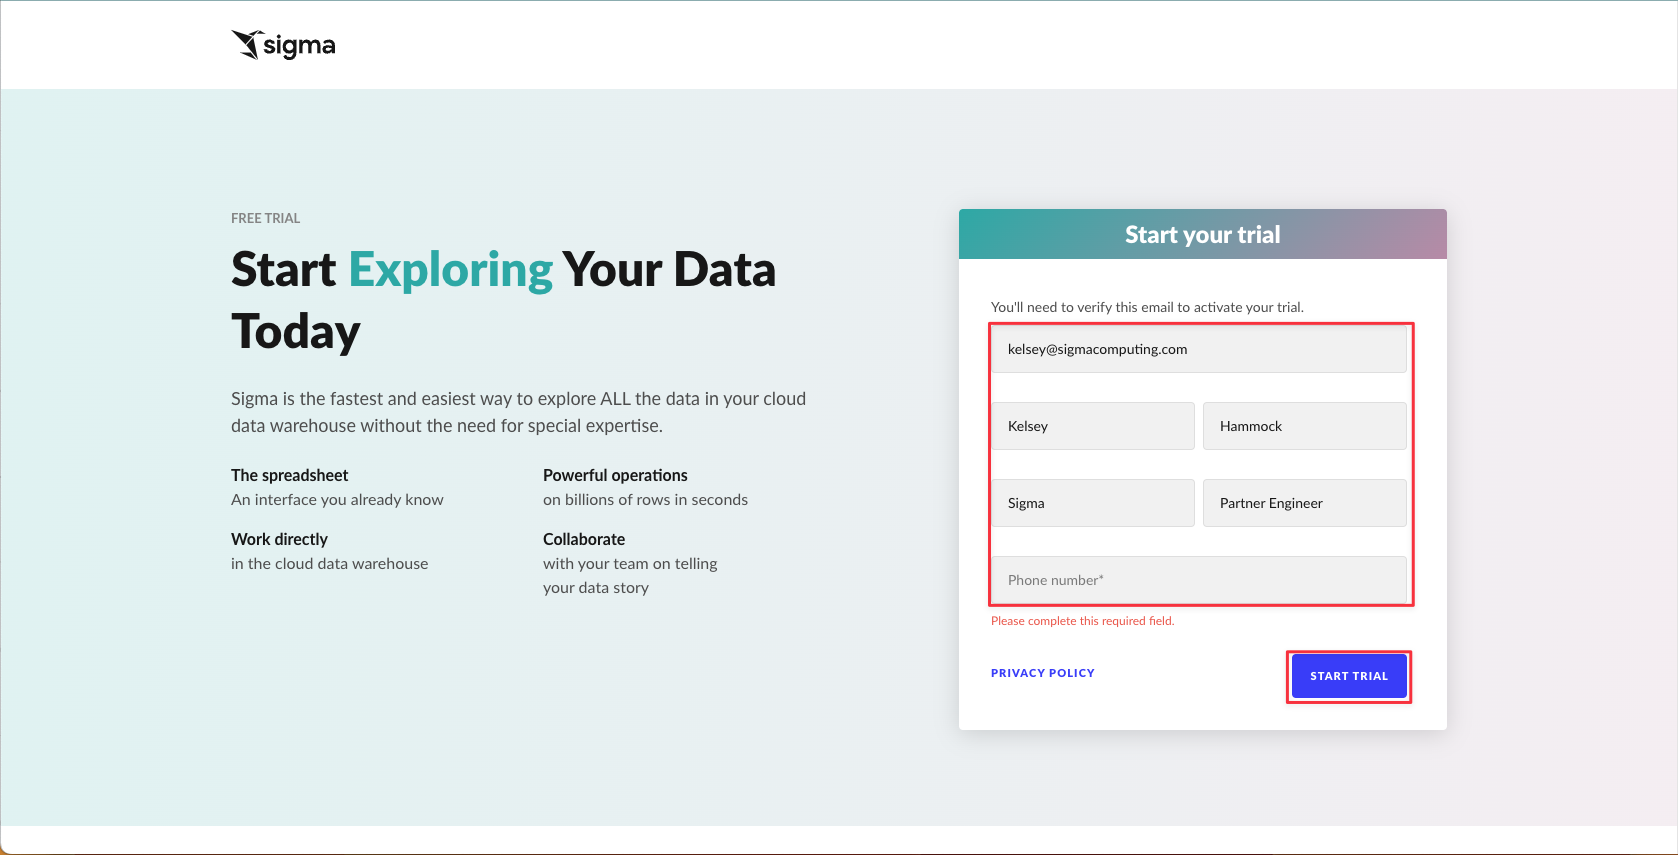 sigma
FREE TRIAL
Start Exploring Your Data
Today
Sigma is the fastest and easiest way to explore ALL the data in your cloud
data warehouse without the need for special expertise.
The spreadsheet
An interface you already know
Powerful operations
on billions of rows in seconds
Work directly
in the cloud data warehouse
Collaborate
with your team on telling
your data story
Start your trial
You'll need to verify this email to activate your trial.
kelsey@sigmacomputing.com
Kelsey Hammock
Sigma Partner Engineer
Phone number*
Please complete this required field.
PRIVACY POLICY START TRIAL